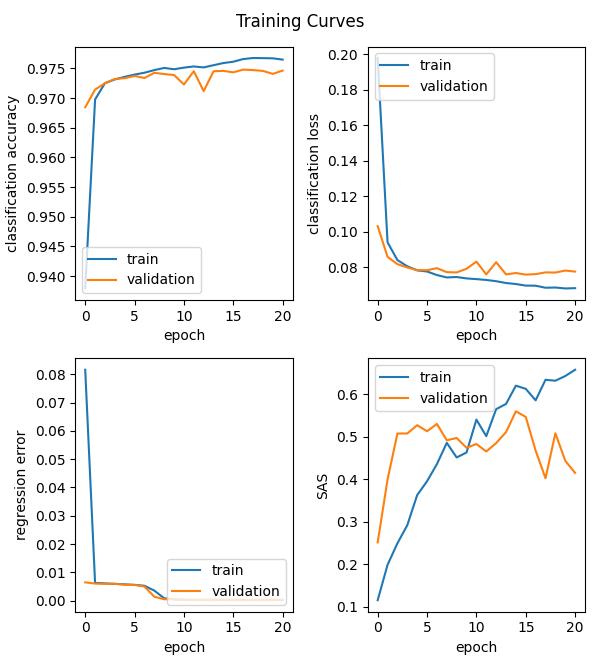 Training Curves
classification accuracy
0.975
0.970
0.965
0.960
0.955
0.950
0.945
0.940
train
validation
0 5 10 15 20
epoch
classification loss
0.20
0.18
0.16
0.14
0.12
0.10
0.08
train
validation
0 5 10 15 20
epoch
regression error
0.08
0.07
0.06
0.05
0.04
0.03
0.02
0.01
0.00
train
validation
0 5 10 15 20
epoch
SAS
0.6
0.5
0.4
0.3
0.2
0.1
train
validation
0 5 10 15 20
epoch